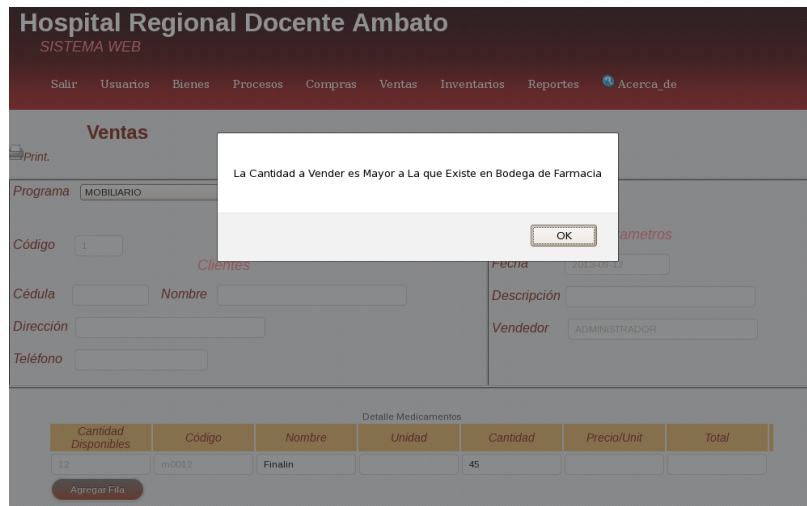 Hospital Regional Docente Ambato
SISTEMA WEB
Salir Usuarios Bienes Procesos Compras Ventas Inventarios Reportes Acerca_de
Ventas
Print.
La Cantidad a Vender es Mayor a La que Existe en Bodega de Farmacia
OK
Programa MOBILIARIO
Código 1
Clientes
Fecha 2013-08-12
Cédula Nombre
Descripción
Dirección
Vendedor ADMINISTRADOR
Teléfono
Detalle Medicamentos
Cantidad Disponibles Código Nombre Unidad Cantidad Precio/Unit Total
12 m0012 Finalin 45
Agregar Fila